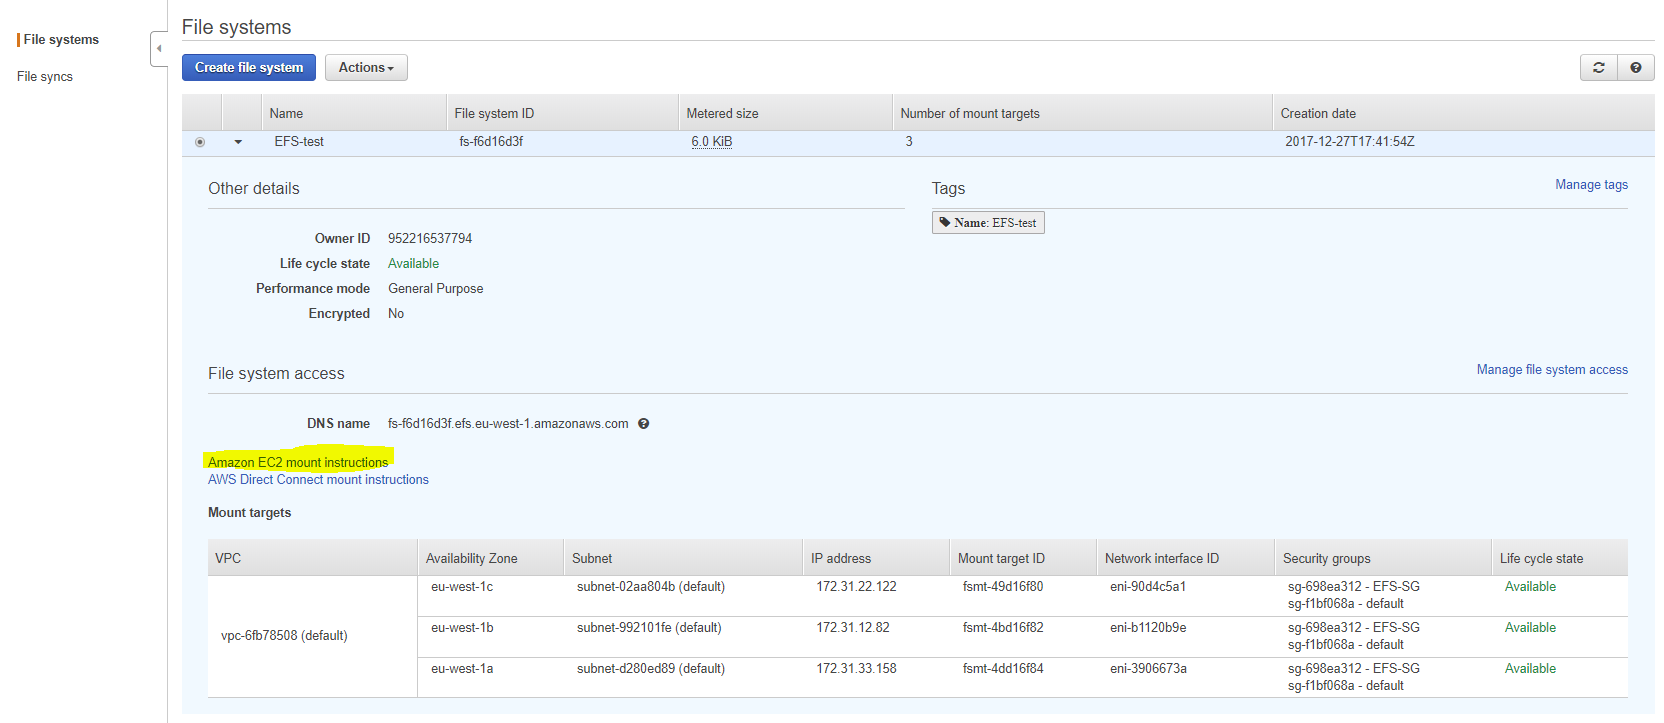 File systems
File syncs
File systems
Create file system
Actions
Name File system ID Metered size Number of mount targets Creation date
EFS-test fs-f6d16d3f 6.0 KiB 3 2017-12-27T17:41:54Z
Other details
Owner ID 952216537794
Life cycle state Available
Performance mode General Purpose
Encrypted No
Tags
Manage tags
Name: EFS-test
File system access
Manage file system access
DNS name fs-f6d16d3f.efs.eu-west-1.amazonaws.com
Amazon EC2 mount instructions
AWS Direct Connect mount instructions
Mount targets
VPC Availability Zone Subnet IP address Mount target ID Network interface ID Security groups Life cycle state
vpc-6fb78508 (default)
eu-west-1c subnet-02aa804b (default) 172.31.22.122 fsmt-49d16f80 eni-90d4c5a1 sg-698ea312 - EFS-SG Available
sg-f1bf068a - default
eu-west-1b subnet-992101fe (default) 172.31.12.82 fsmt-4bd16f82 eni-b1120b9e sg-698ea312 - EFS-SG Available
sg-f1bf068a - default
eu-west-1a subnet-d280ed89 (default) 172.31.33.158 fsmt-4dd16f84 eni-3906673a sg-698ea312 - EFS-SG Available
sg-f1bf068a - default